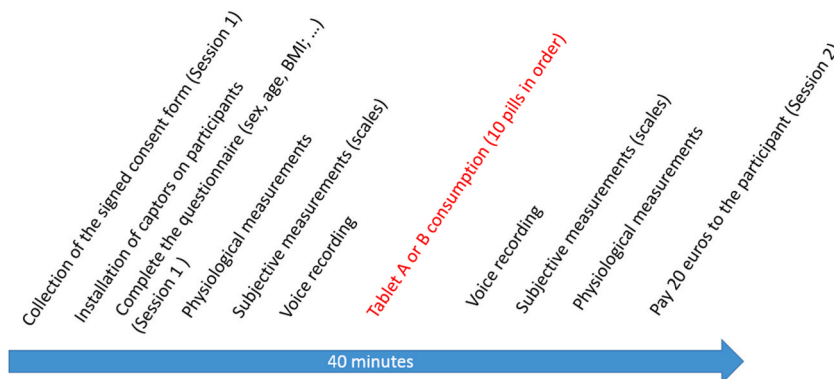 Collection of the signed consent form (Session 1)
Installation of captors on participants
Complete the questionnaire (sex, age, BMI; ...)
(Session 1 )
Physiological measurements
Subjective measurements (scales)
Voice recording
Tablet A or B consumption (10 pills in order)
Voice recording
Subjective measurements (scales)
Physiological measurements
Pay 20 euros to the participant (Session 2)
40 minutes